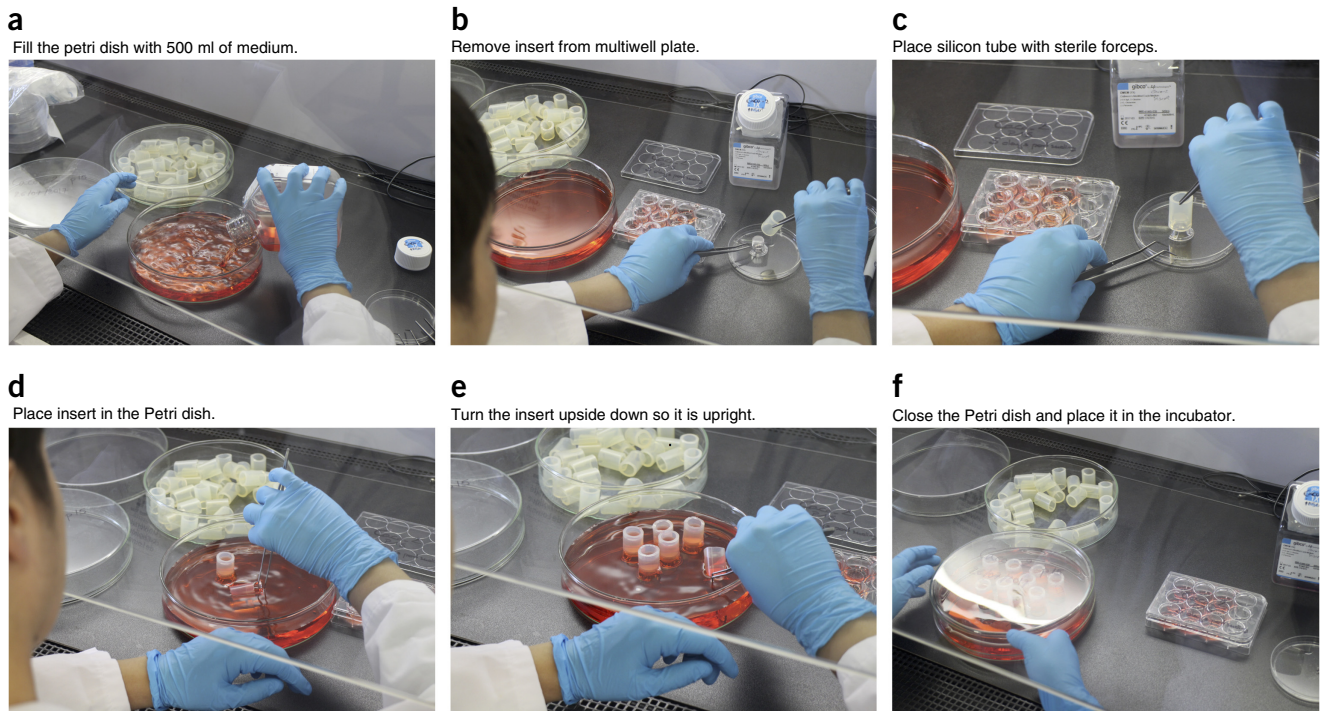 a
Fill the petri dish with 500 ml of medium.
b
Remove insert from multiwell plate.
c
Place silicon tube with sterile forceps.
gibco
d
Place insert in the Petri dish.
e
Turn the insert upside down so it is upright.
f
Close the Petri dish and place it in the incubator.